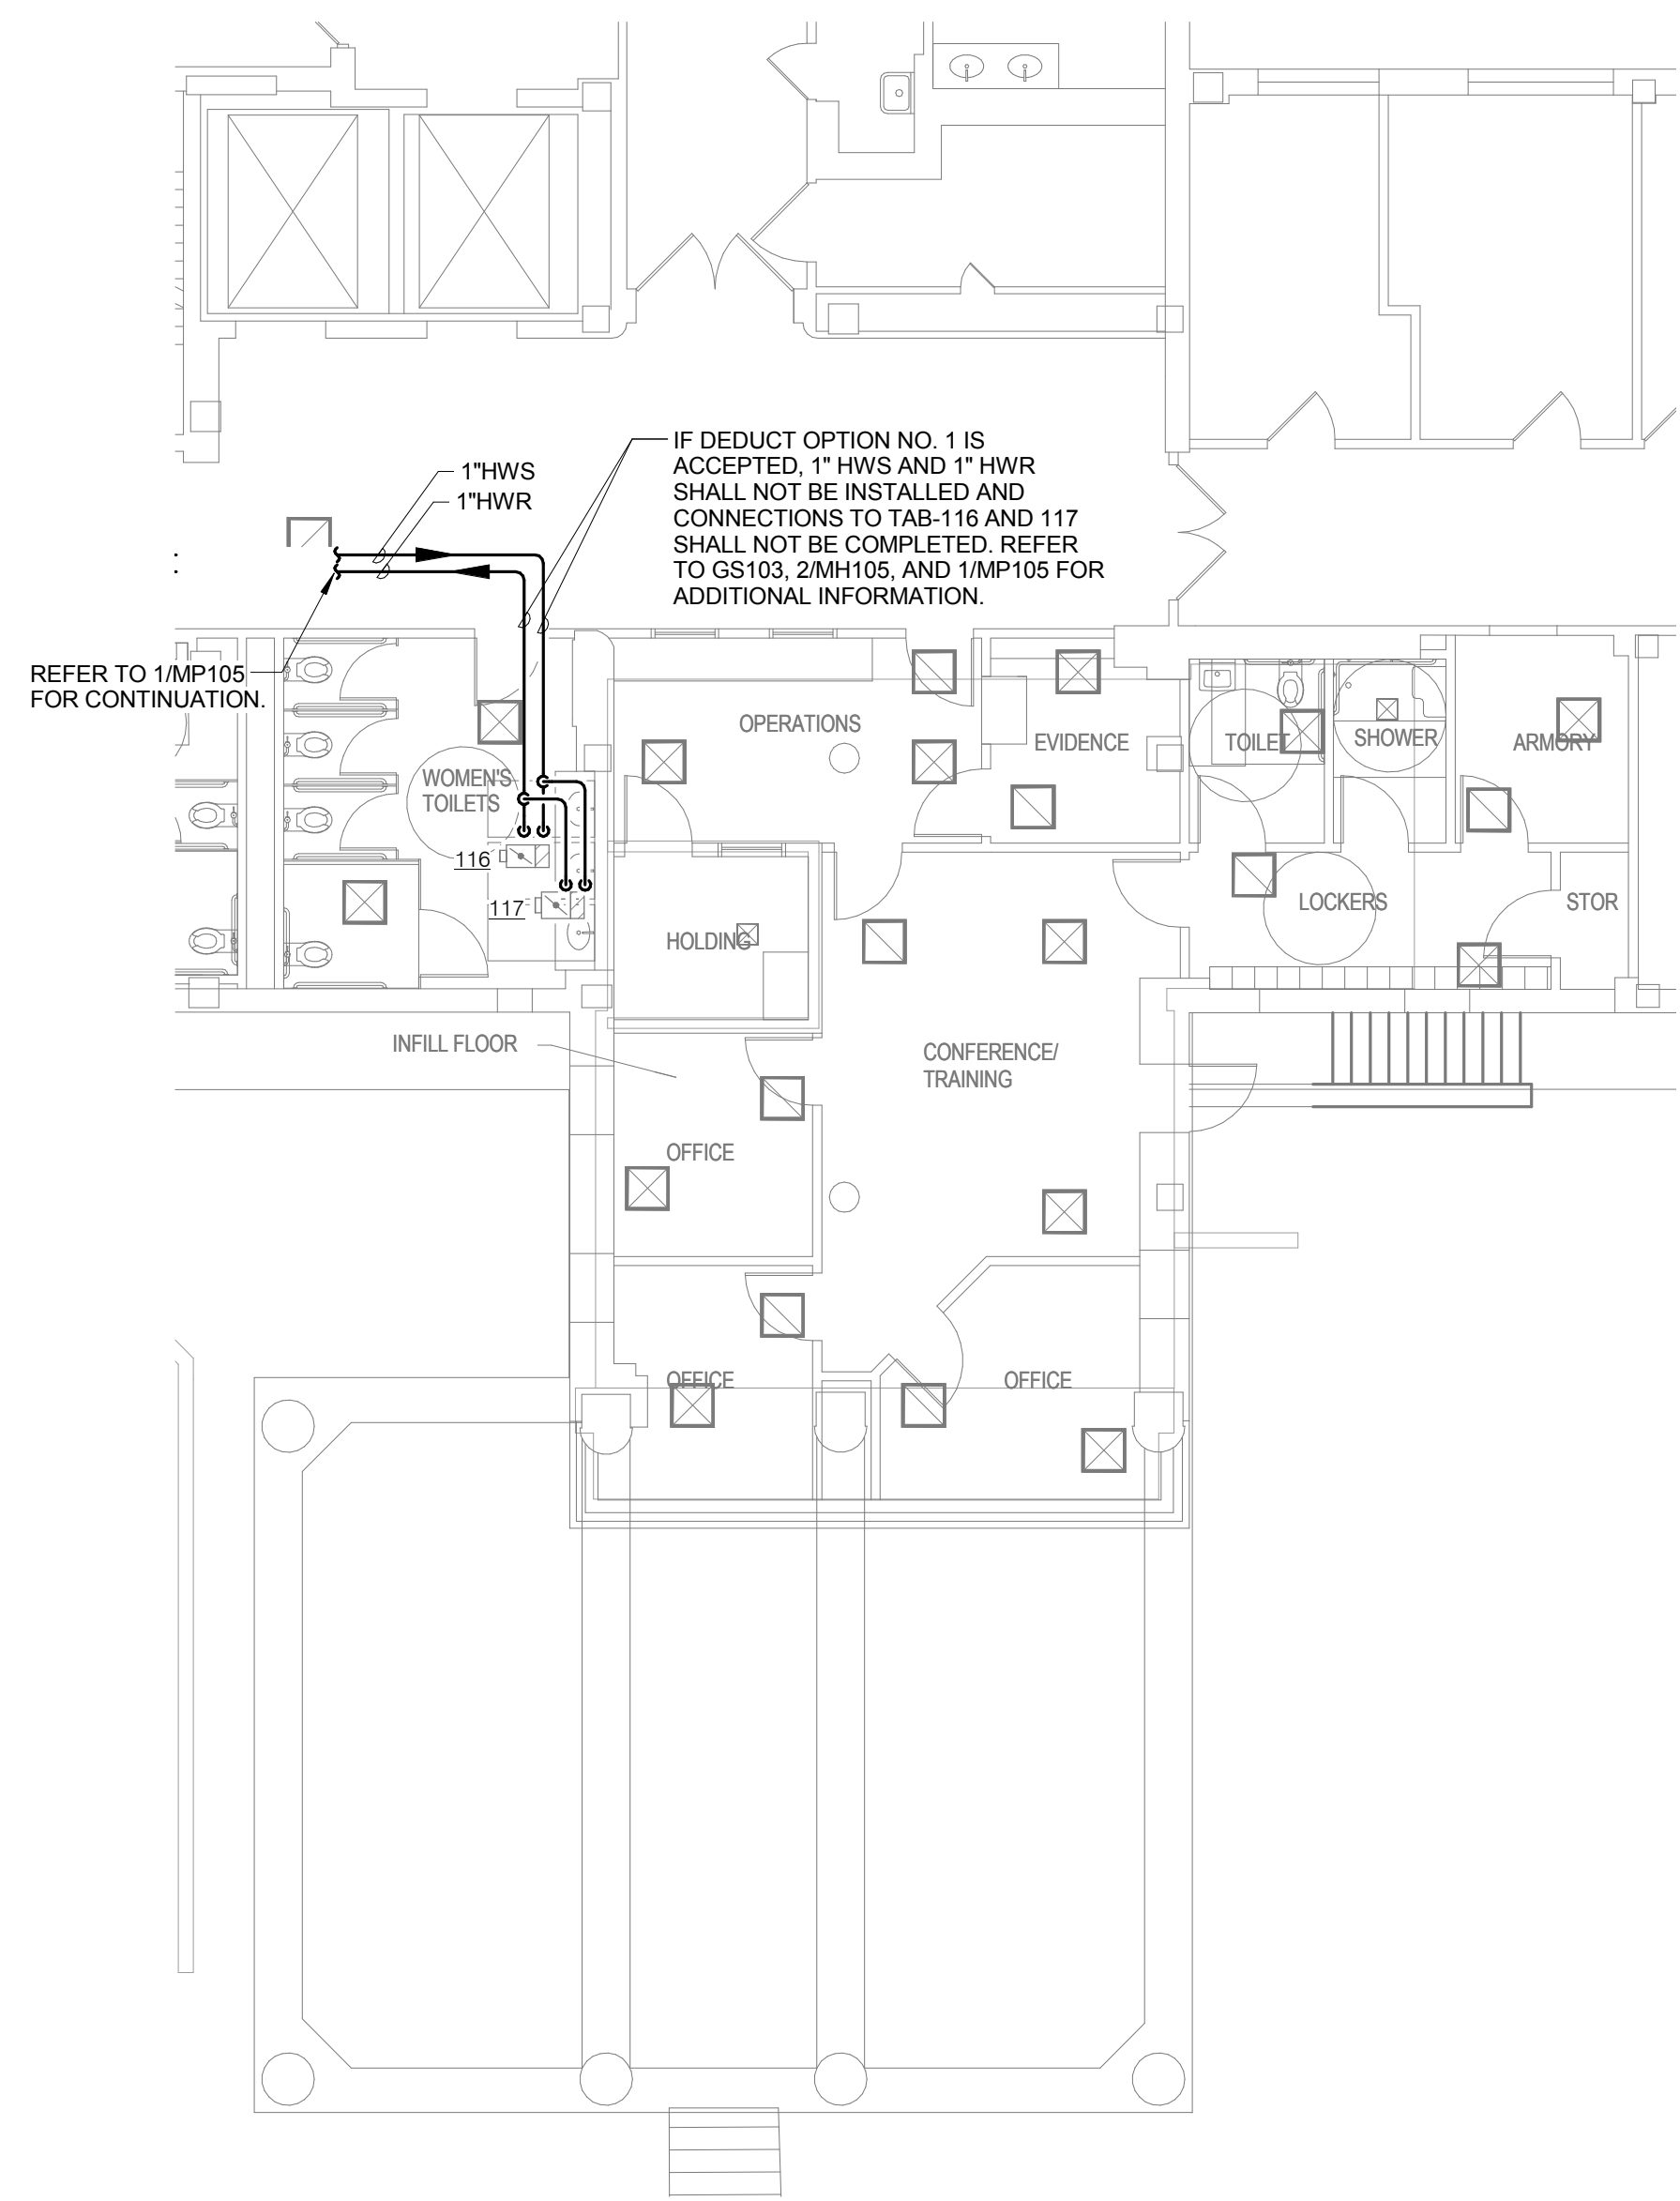 1"HWS
1"HWR
IF DEDUCT OPTION NO. 1 IS
ACCEPTED, 1" HWS AND 1" HWR
SHALL NOT BE INSTALLED AND
CONNECTIONS TO TAB-116 AND 117
SHALL NOT BE COMPLETED. REFER
TO GS103, 2/MH105, AND 1/MP105 FOR
ADDITIONAL INFORMATION.
:
:
REFER TO 1/MP105
FOR CONTINUATION.
OPERATIONS
EVIDENCE
TOILET
SHOWER
ARMORY
WOMEN'S
TOILETS
116
117
HOLDING
LOCKERS
STOR
INFILL FLOOR
CONFERENCE/
TRAINING
OFFICE
OFFICE
OFFICE